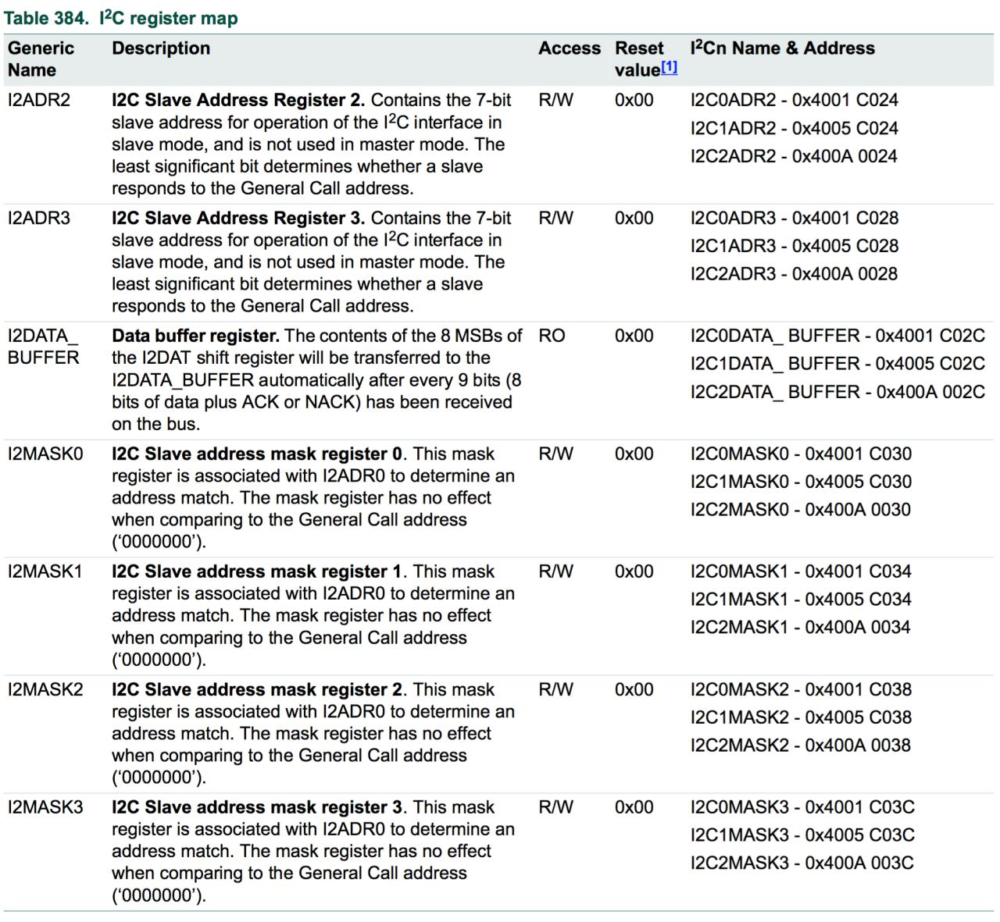 Table 384. I2C register map
Generic Name Description Access Reset value[1] I2Cn Name & Address
I2ADR2 I2C Slave Address Register 2. Contains the 7-bit R/W 0x00 I2C0ADR2 - 0x4001 C024
slave address for operation of the I2C interface in I2C1ADR2 - 0x4005 C024
slave mode, and is not used in master mode. The I2C2ADR2 - 0x400A 0024
least significant bit determines whether a slave
responds to the General Call address.
I2ADR3 I2C Slave Address Register 3. Contains the 7-bit R/W 0x00 I2C0ADR3 - 0x4001 C028
slave address for operation of the I2C interface in I2C1ADR3 - 0x4005 C028
slave mode, and is not used in master mode. The I2C2ADR3 - 0x400A 0028
least significant bit determines whether a slave
responds to the General Call address.
I2DATA_ Data buffer register. The contents of the 8 MSBs of RO 0x00 I2C0DATA_ BUFFER - 0x4001 C02C
BUFFER the I2DAT shift register will be transferred to the I2C1DATA_ BUFFER - 0x4005 C02C
I2DATA_BUFFER automatically after every 9 bits (8 I2C2DATA_ BUFFER - 0x400A 002C
bits of data plus ACK or NACK) has been received
on the bus.
I2MASK0 I2C Slave address mask register 0. This mask R/W 0x00 I2C0MASK0 - 0x4001 C030
register is associated with I2ADR0 to determine an I2C1MASK0 - 0x4005 C030
address match. The mask register has no effect I2C2MASK0 - 0x400A 0030
when comparing to the General Call address
(‘0000000’).
I2MASK1 I2C Slave address mask register 1. This mask R/W 0x00 I2C0MASK1 - 0x4001 C034
register is associated with I2ADR0 to determine an I2C1MASK1 - 0x4005 C034
address match. The mask register has no effect I2C2MASK1 - 0x400A 0034
when comparing to the General Call address
(‘0000000’).
I2MASK2 I2C Slave address mask register 2. This mask R/W 0x00 I2C0MASK2 - 0x4001 C038
register is associated with I2ADR0 to determine an I2C1MASK2 - 0x4005 C038
address match. The mask register has no effect I2C2MASK2 - 0x400A 0038
when comparing to the General Call address
(‘0000000’).
I2MASK3 I2C Slave address mask register 3. This mask R/W 0x00 I2C0MASK3 - 0x4001 C03C
register is associated with I2ADR0 to determine an I2C1MASK3 - 0x4005 C03C
address match. The mask register has no effect I2C2MASK3 - 0x400A 003C
when comparing to the General Call address
(‘0000000’).